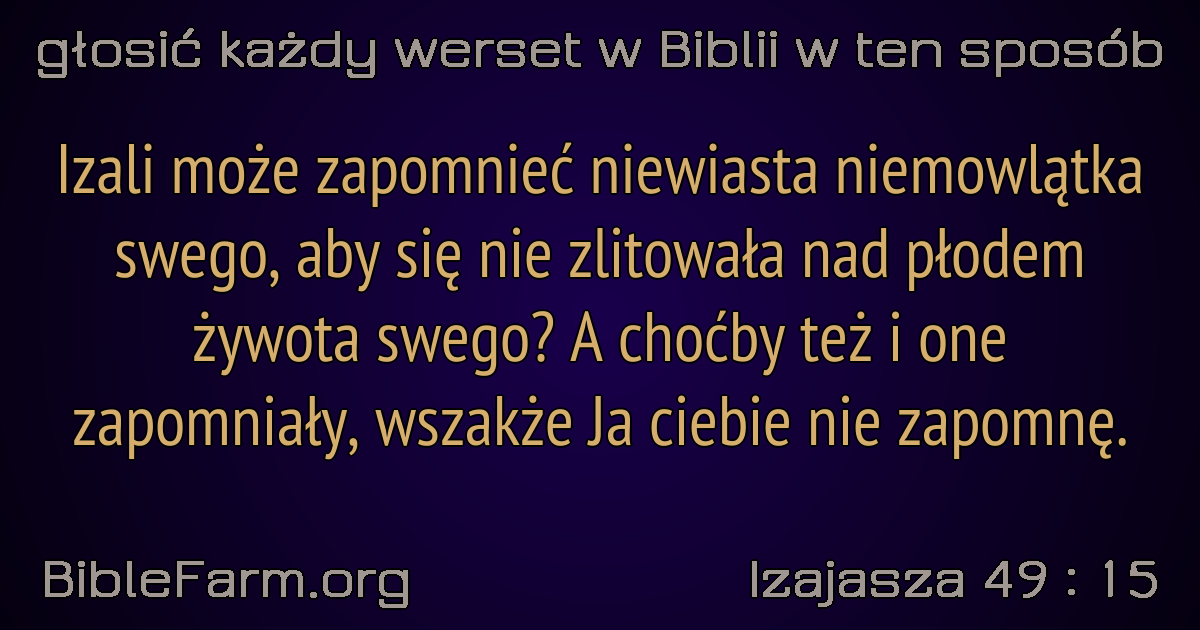 głosić każdy werset w Biblii w ten sposób
Izali może zapomnieć niewiasta niemowlątka
swego, aby się nie zlitowała nad płodem
żywota swego? A choćby też i one
zapomniały, wszakże Ja ciebie nie zapomnę.
BibleFarm.org
Izajasza 49 : 15